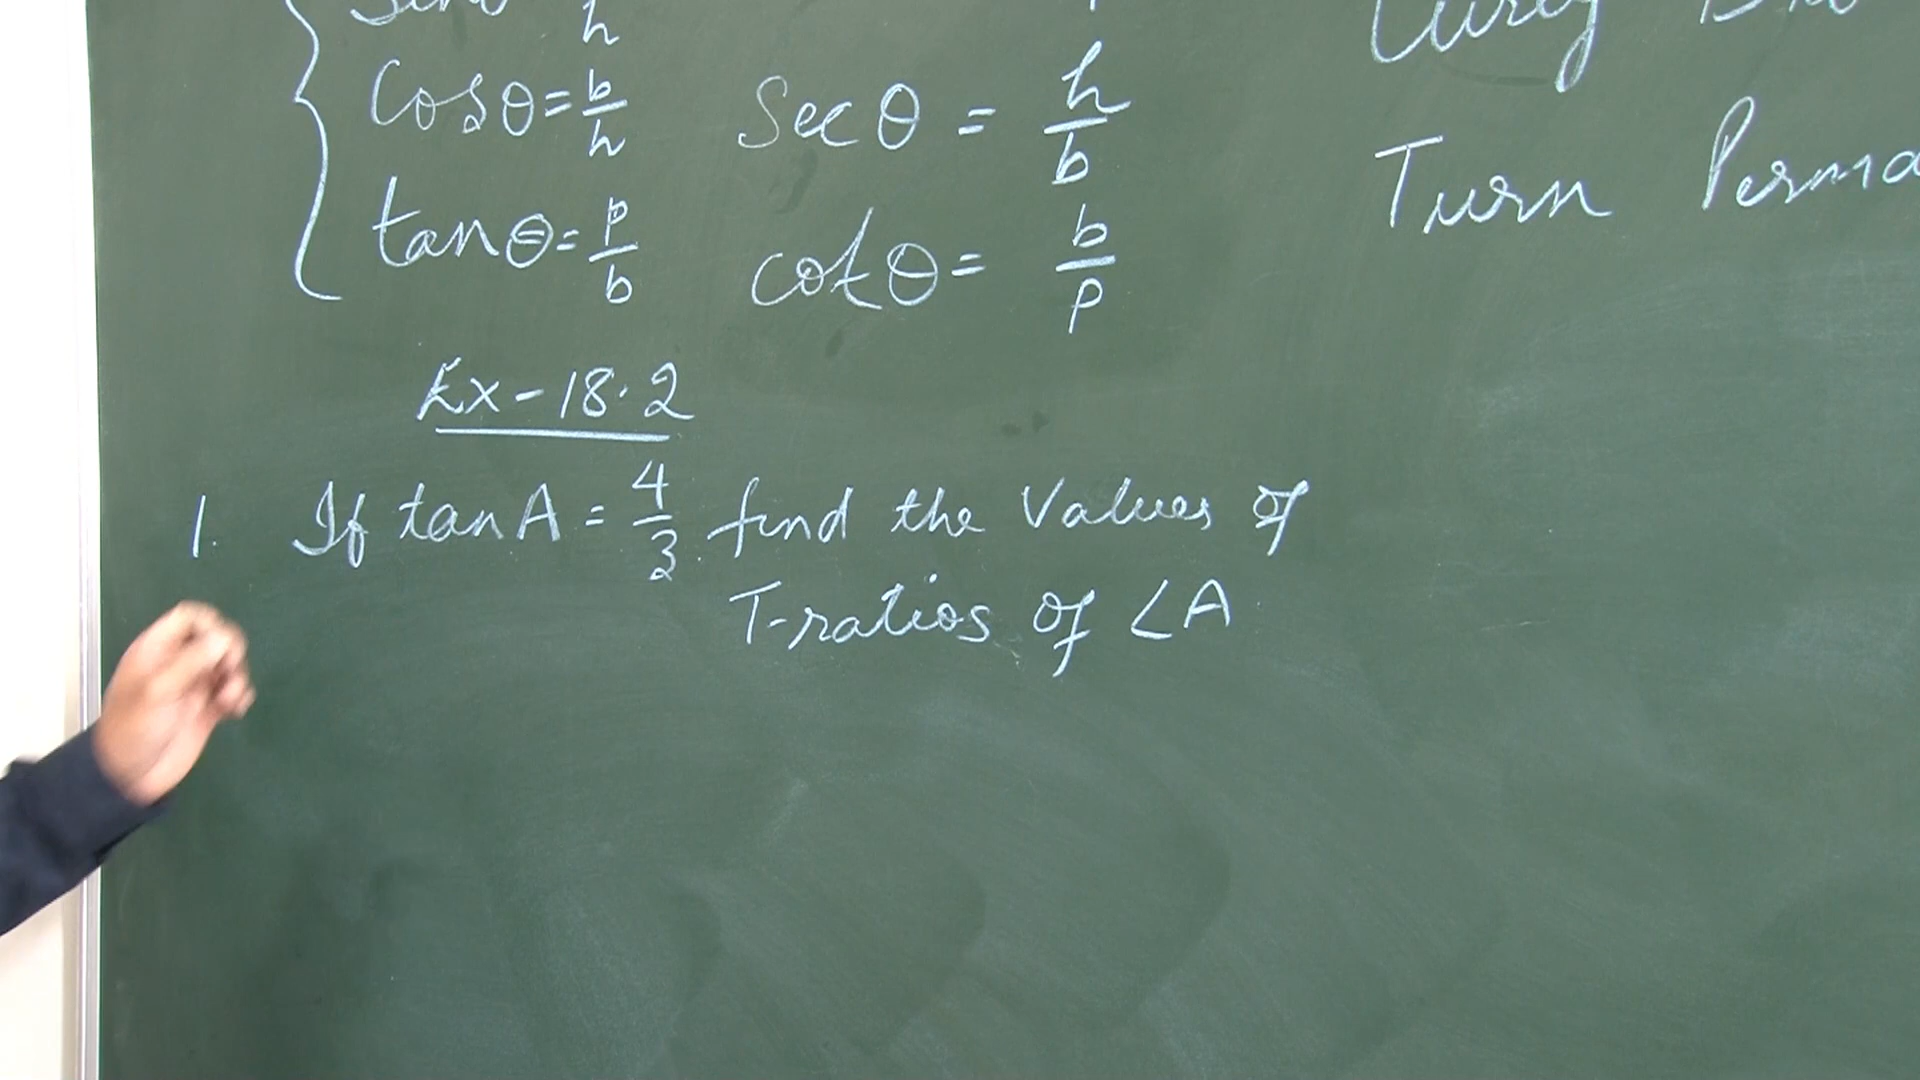 h
Cosθ = b/h Secθ = h/b
Turn
tanθ = p/b cotθ = b/p
Ex-18.2
1. If tanA = 4/3 find the Values of
T-ratios of ∠A